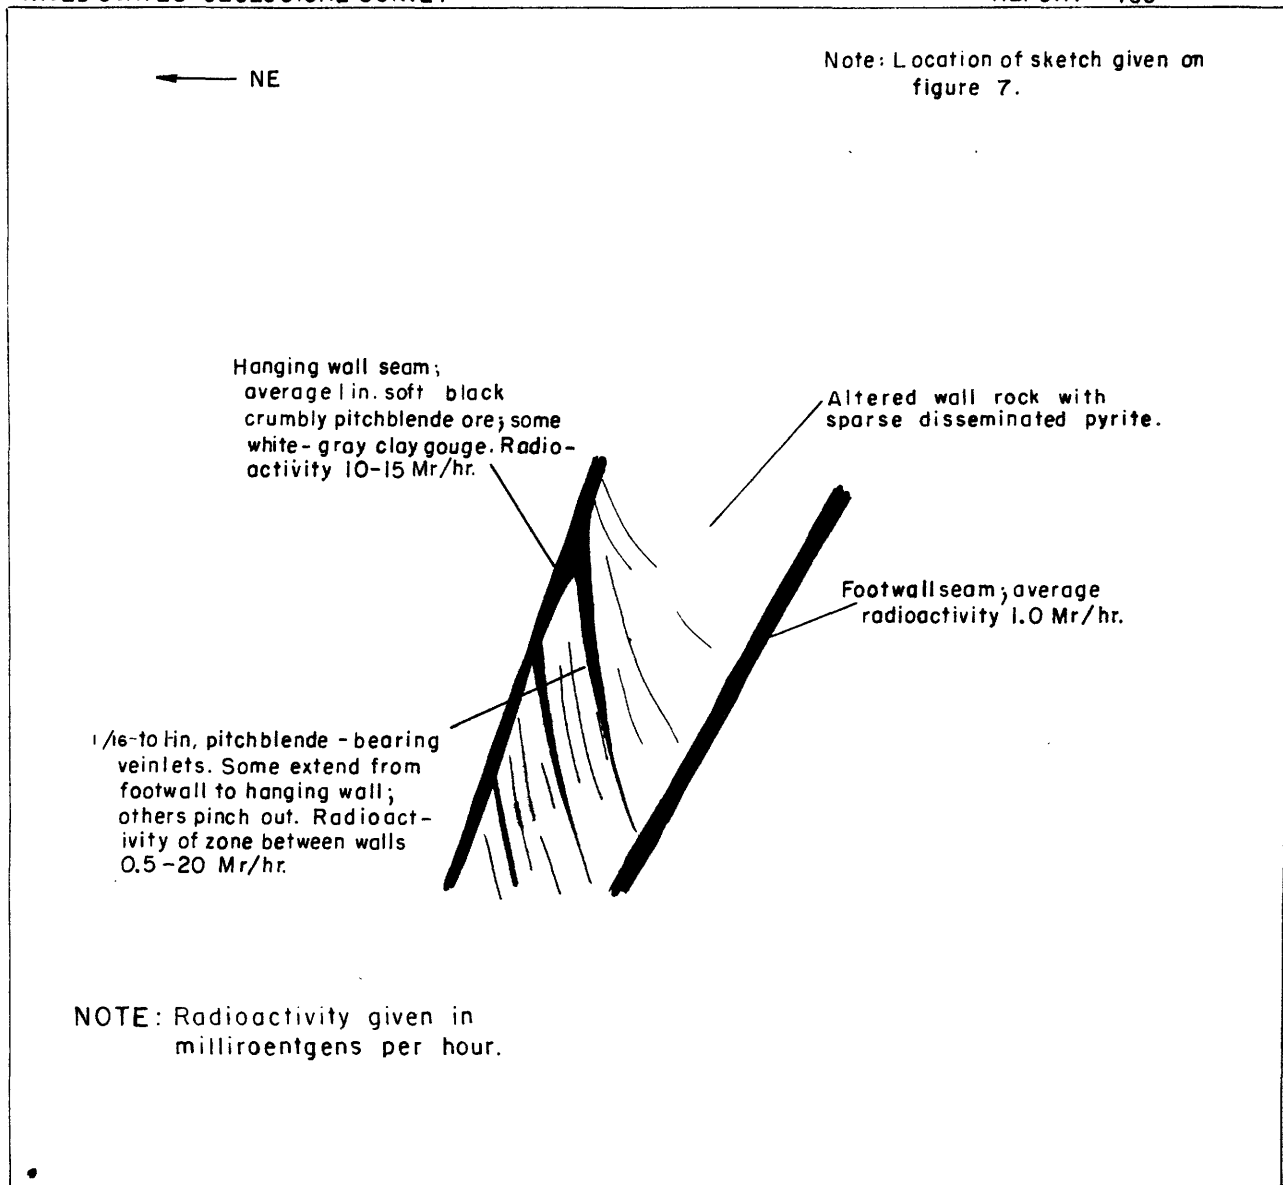 NE
Note: Location of sketch given on
figure 7.
Hanging wall seam;
average 1 in. soft black
crumbly pitchblende ore; some
white-gray clay gouge. Radio-
activity 10-15 Mr/hr.
Altered wall rock with
sparse disseminated pyrite.
Footwall seam; average
radioactivity 1.0 Mr/hr.
1/16-to 1-in, pitchblende-bearing
veinlets. Some extend from
footwall to hanging wall;
others pinch out. Radioact-
ivity of zone between walls
0.5-20 Mr/hr.
NOTE: Radioactivity given in
milliroentgens per hour.